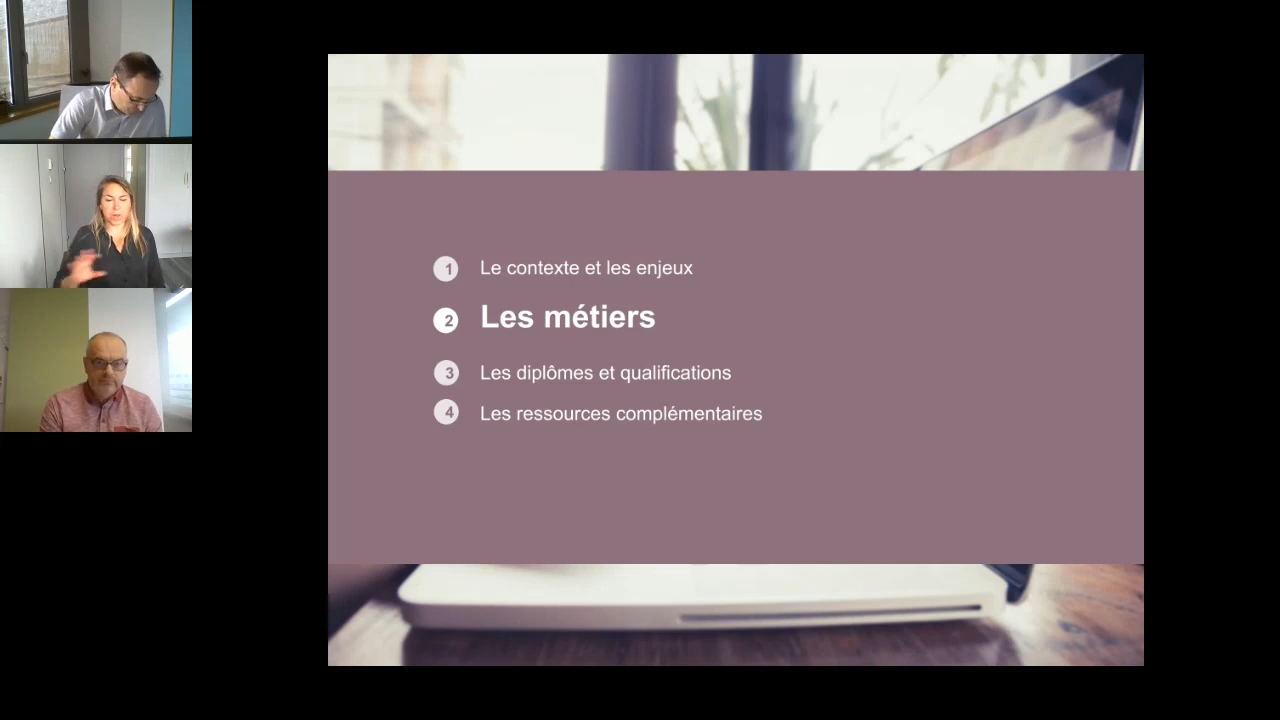 1 Le contexte et les enjeux
2 Les métiers
3 Les diplômes et qualifications
4 Les ressources complémentaires